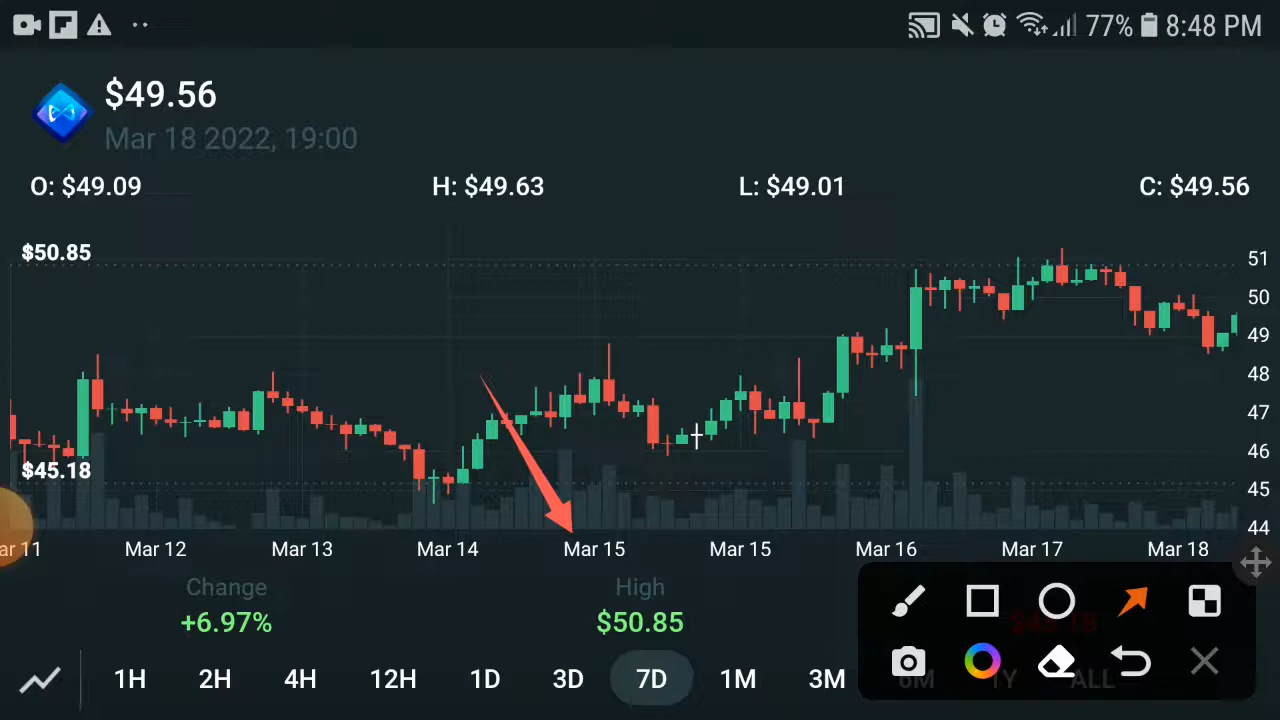 77% 8:48 PM
$49.56
Mar 18 2022, 19:00
O: $49.09 H: $49.63 L: $49.01 C: $49.56
$50.85
51
50
49
48
47
46
$45.18
45
44
ar 11 Mar 12 Mar 13 Mar 14 Mar 15 Mar 15 Mar 16 Mar 17 Mar 18
Change High
+6.97% $50.85
1H 2H 4H 12H 1D 3D 7D 1M 3M 6M 1Y ALL